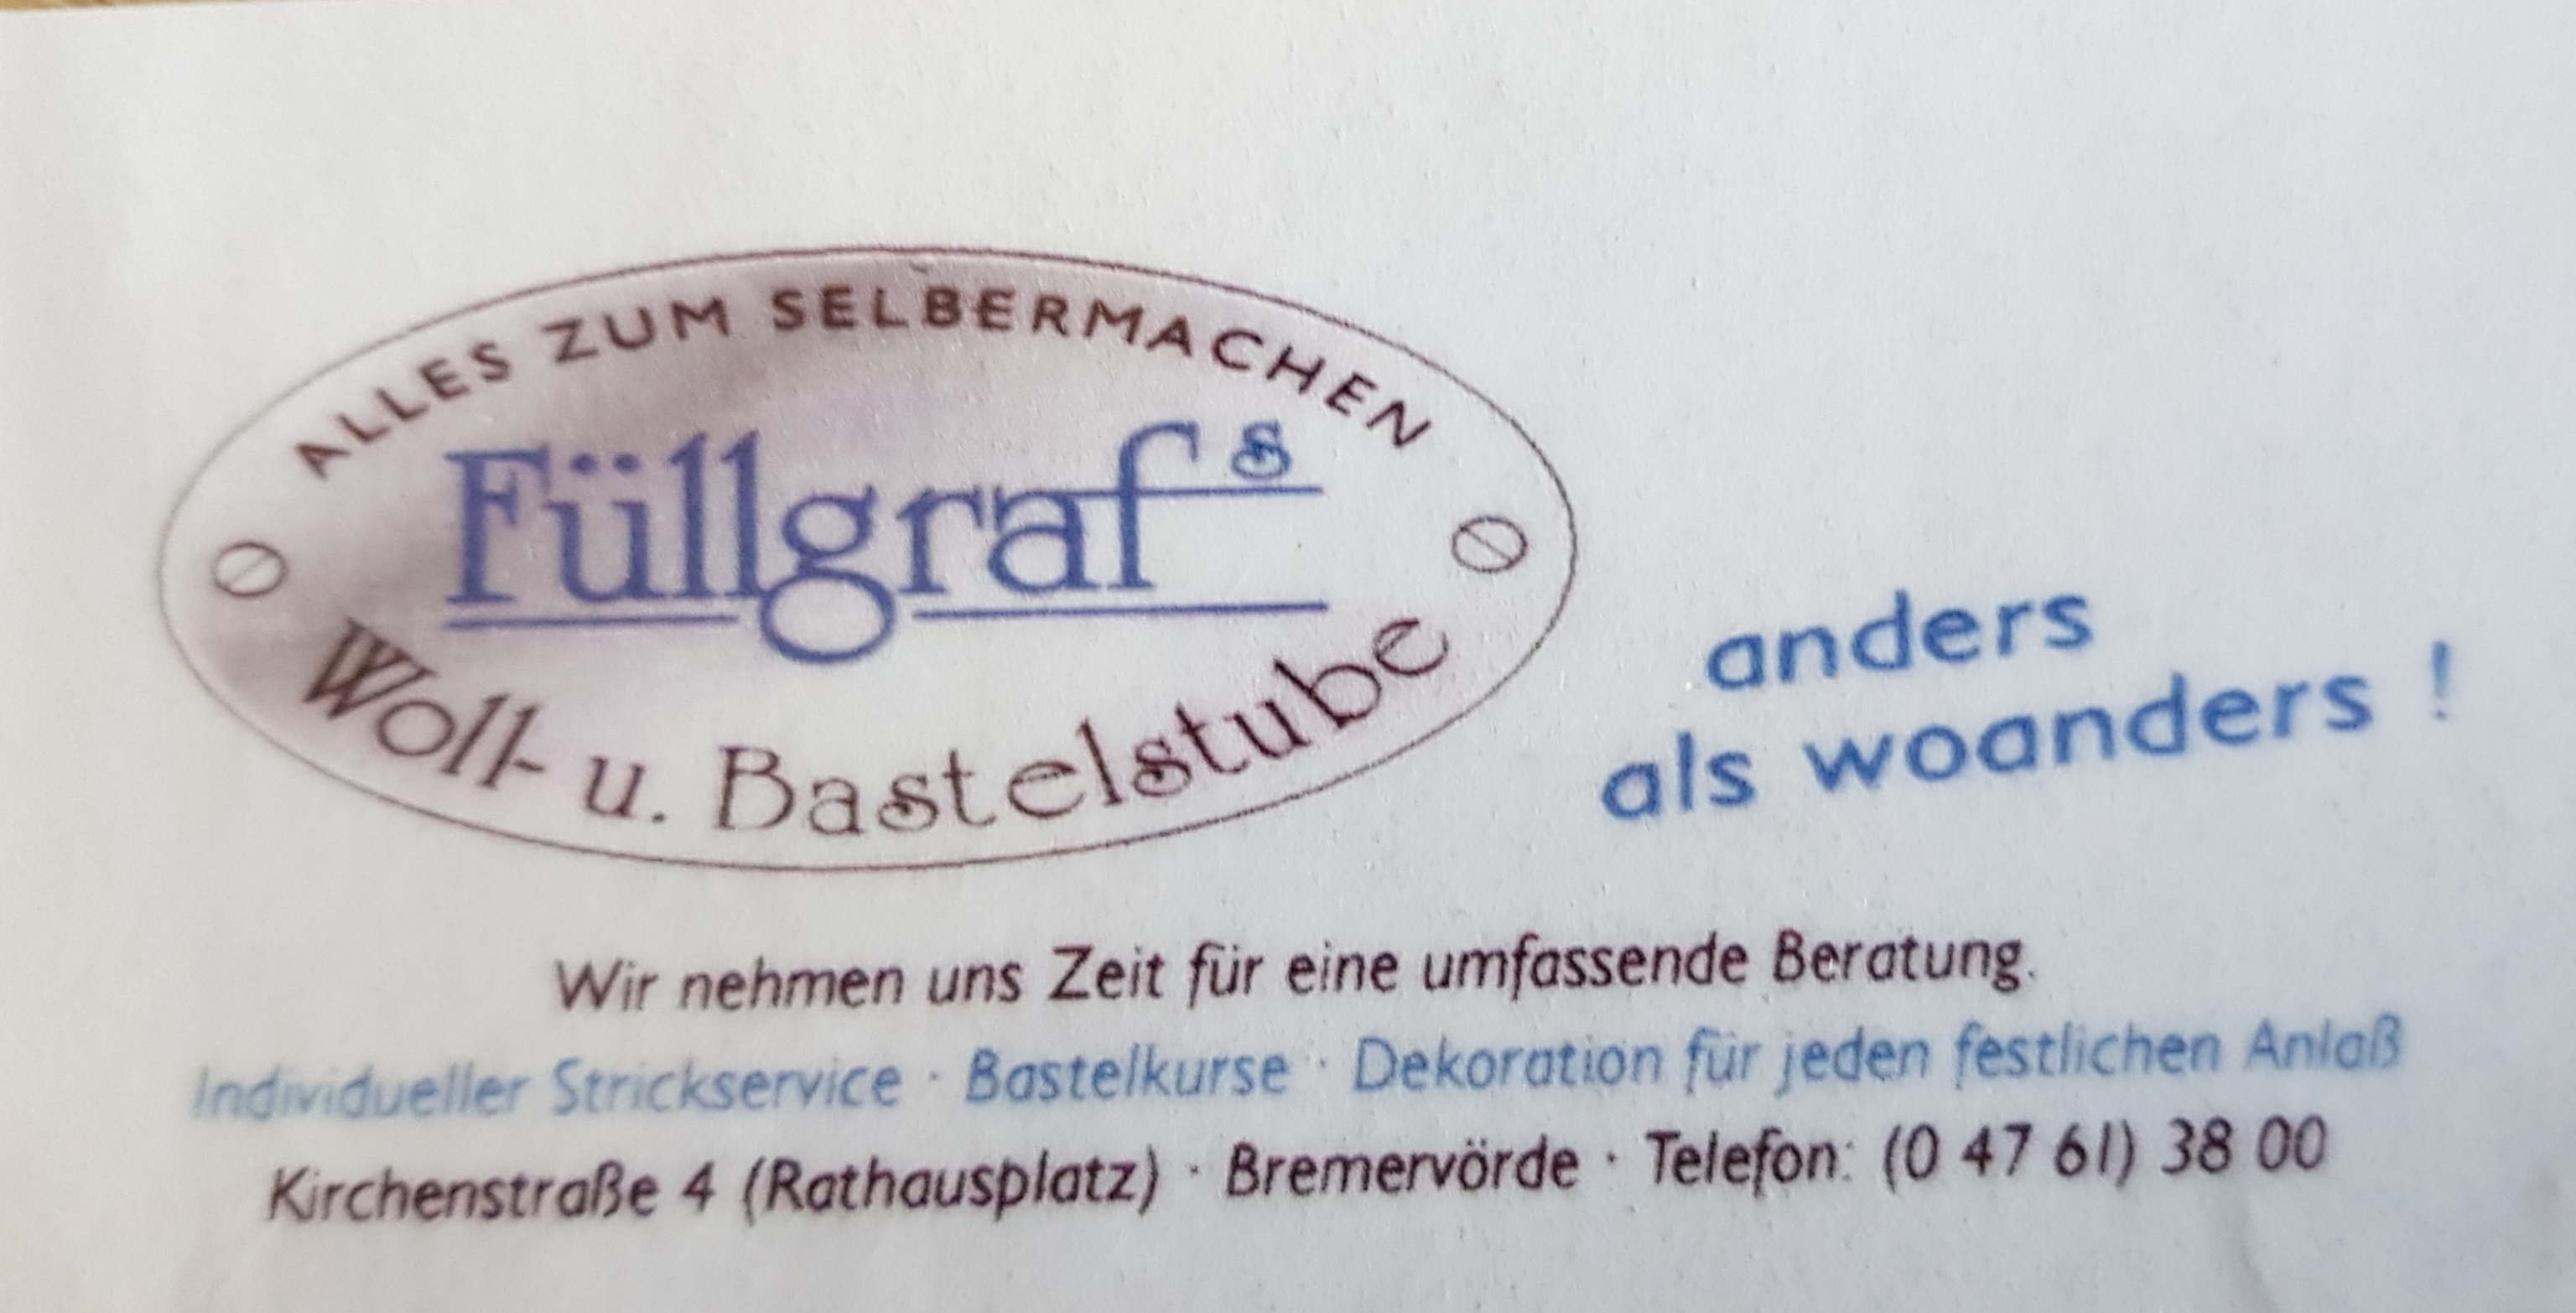 ALLES ZUM SELBERMACHEN
Füllgraf s
Woll- u. Bastelstube
anders
als woanders !
Wir nehmen uns Zeit für eine umfassende Beratung.
Individueller Strickservice · Bastelkurse · Dekoration für jeden festlichen Anlaß
Kirchenstraße 4 (Rathausplatz) · Bremervörde · Telefon: (0 47 61) 38 00